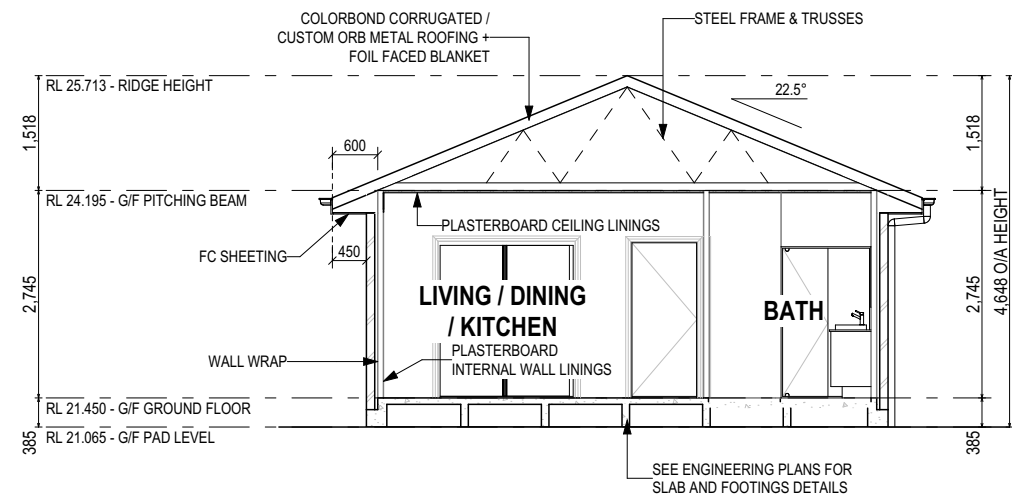 COLORBOND CORRUGATED /
CUSTOM ORB METAL ROOFING +
FOIL FACED BLANKET
STEEL FRAME & TRUSSES
RL 25.713 - RIDGE HEIGHT
22.5°
1,518
600
1,518
RL 24.195 - G/F PITCHING BEAM
PLASTERBOARD CEILING LININGS
FC SHEETING
450
2,745
LIVING / DINING
/ KITCHEN
BATH
2,745
4,648 O/A HEIGHT
WALL WRAP
PLASTERBOARD
INTERNAL WALL LININGS
RL 21.450 - G/F GROUND FLOOR
385
RL 21.065 - G/F PAD LEVEL
385
SEE ENGINEERING PLANS FOR
SLAB AND FOOTINGS DETAILS